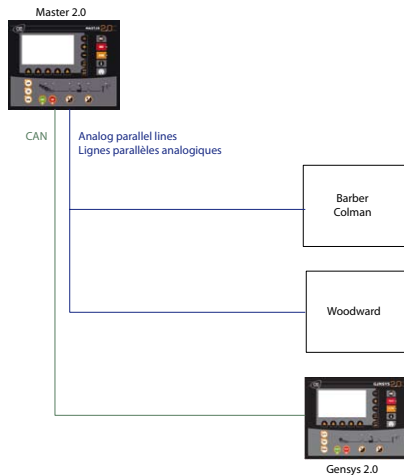 Master 2.0
CAN
Analog parallel lines
Lignes parallèles analogiques
Barber
Colman
Woodward
Gensys 2.0